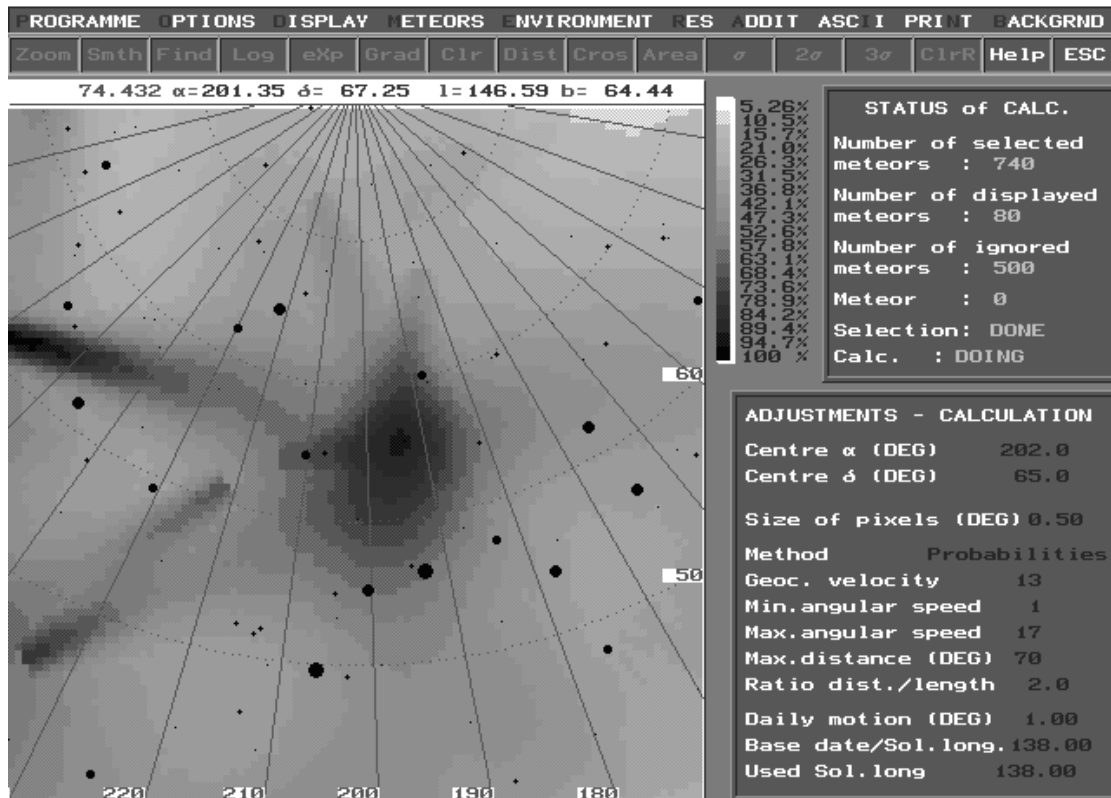 PROGRAMME OPTIONS DISPLAY METEORS ENVIRONMENT RES ADDIT ASCII PRINT BACKGRND
Zoom Smth Find Log eXp Grad Clr Dist Cros Area σ 2σ 3σ ClrR Help ESC
74.432 α=201.35 δ= 67.25 l=146.59 b= 64.44
5.26%
10.5%
15.7%
21.0%
26.3%
31.5%
36.8%
42.1%
47.3%
52.6%
57.8%
63.1%
68.4%
73.6%
78.9%
84.2%
89.4%
94.7%
100 %
60
50
220 210 200 190 180
STATUS of CALC.
Number of selected
meteors : 740
Number of displayed
meteors : 80
Number of ignored
meteors : 500
Meteor : 0
Selection: DONE
Calc. : DOING
ADJUSTMENTS - CALCULATION
Centre α (DEG) 202.0
Centre δ (DEG) 65.0
Size of pixels (DEG) 0.50
Method Probabilities
Geoc. velocity 13
Min.angular speed 1
Max.angular speed 17
Max.distance (DEG) 70
Ratio dist./length 2.0
Daily motion (DEG) 1.00
Base date/Sol.long. 138.00
Used Sol.long 138.00